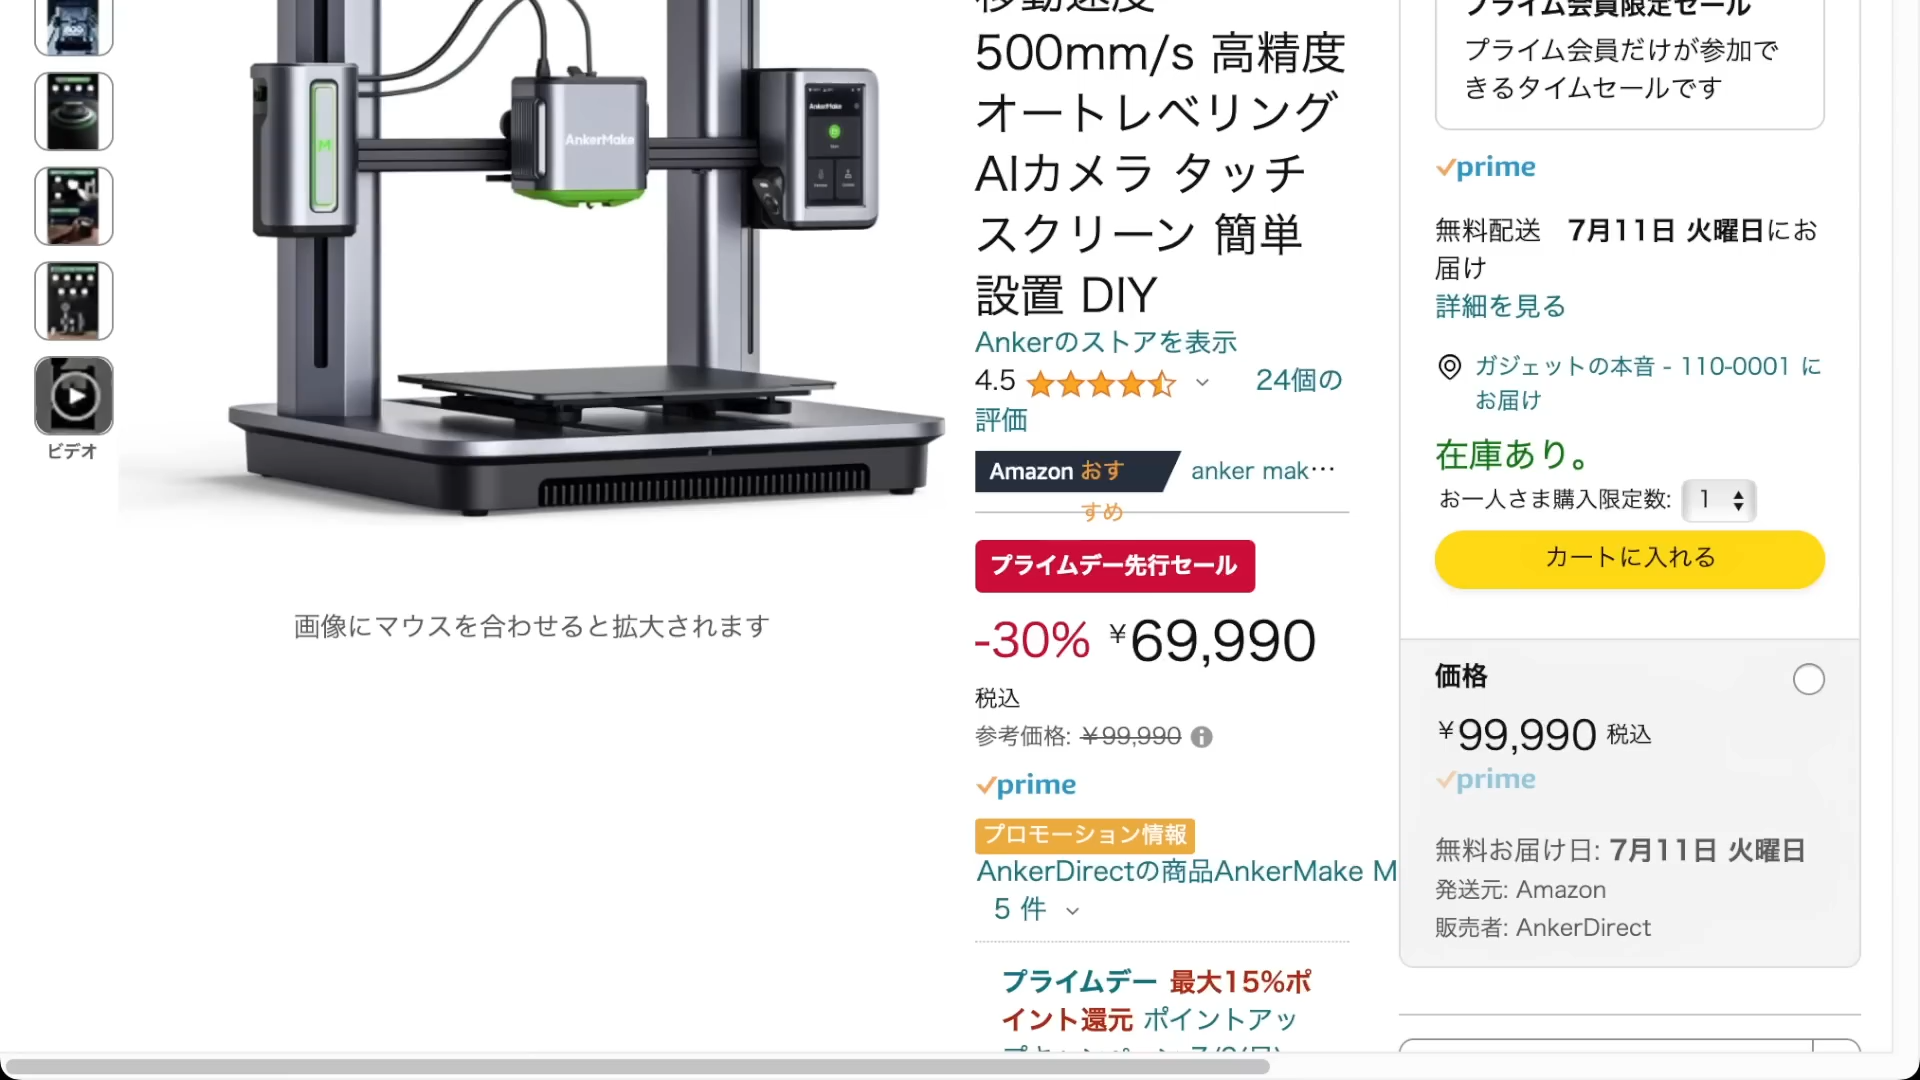 ビデオ
AnkerMake
AnkerMake
M
画像にマウスを合わせると拡大されます
500mm/s 高精度
オートレベリング
AIカメラ タッチ
スクリーン 簡単
設置 DIY
Ankerのストアを表示
4.5
24個の
評価
Amazon おす
すめ
anker mak…
プライムデー先行セール
-30% ¥69,990
税込
参考価格: ¥99,990
prime
プロモーション情報
AnkerDirectの商品AnkerMake M
5 件
プライムデー 最大15%ポ
イント還元 ポイントアッ
プライム会員限定セール
プライム会員だけが参加で
きるタイムセールです
prime
無料配送 7月11日 火曜日にお
届け
詳細を見る
ガジェットの本音 - 110-0001 に
お届け
在庫あり。
お一人さま購入限定数: 1
カートに入れる
価格
¥99,990 税込
prime
無料お届け日: 7月11日 火曜日
発送元: Amazon
販売者: AnkerDirect